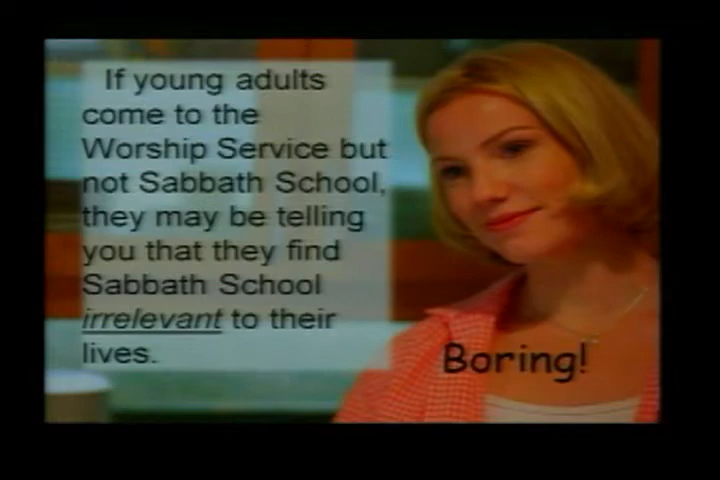 If young adults
come to the
Worship Service but
not Sabbath School,
they may be telling
you that they find
Sabbath School
irrelevant to their
lives.
Boring!